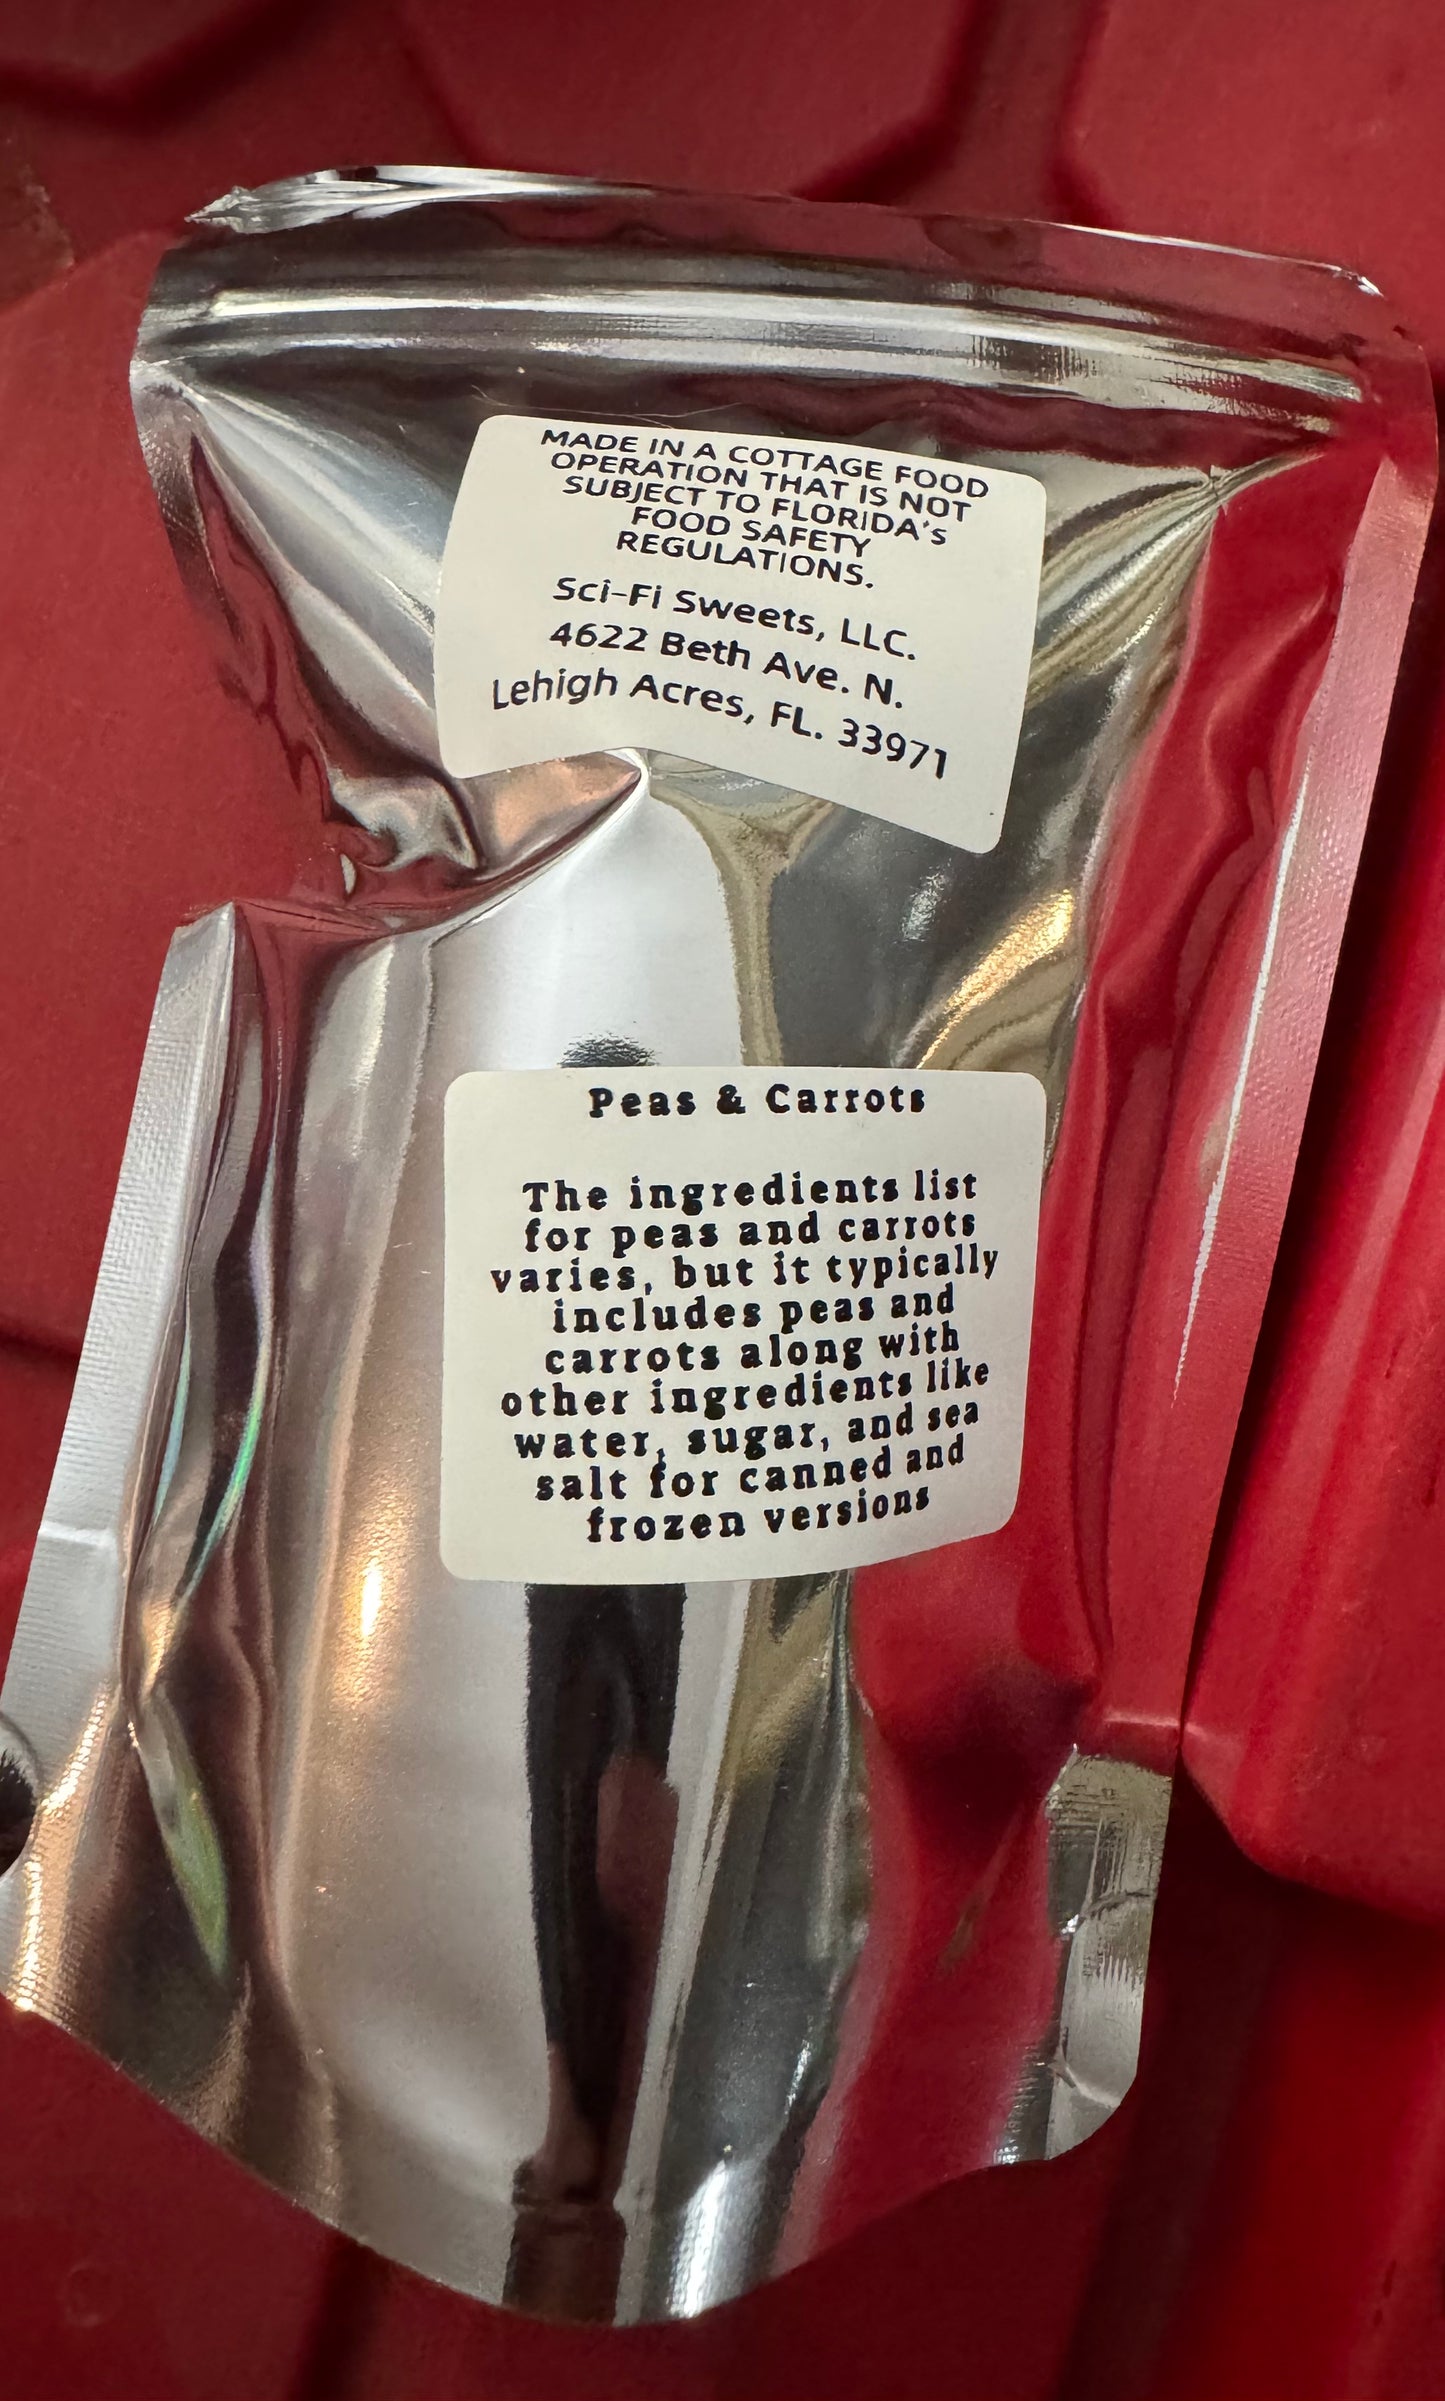 MADE IN A COTTAGE FOOD
OPERATION THAT IS NOT
SUBJECT TO FLORIDA's
FOOD SAFETY
REGULATIONS.
Sci-Fi Sweets, LLC.
4622 Beth Ave. N.
Lehigh Acres, FL. 33971
Peas & Carrots
The ingredients list
for peas and carrots
varies, but it typically
includes peas and
carrots along with
other ingredients like
water, sugar, and sea
salt for canned and
frozen versions